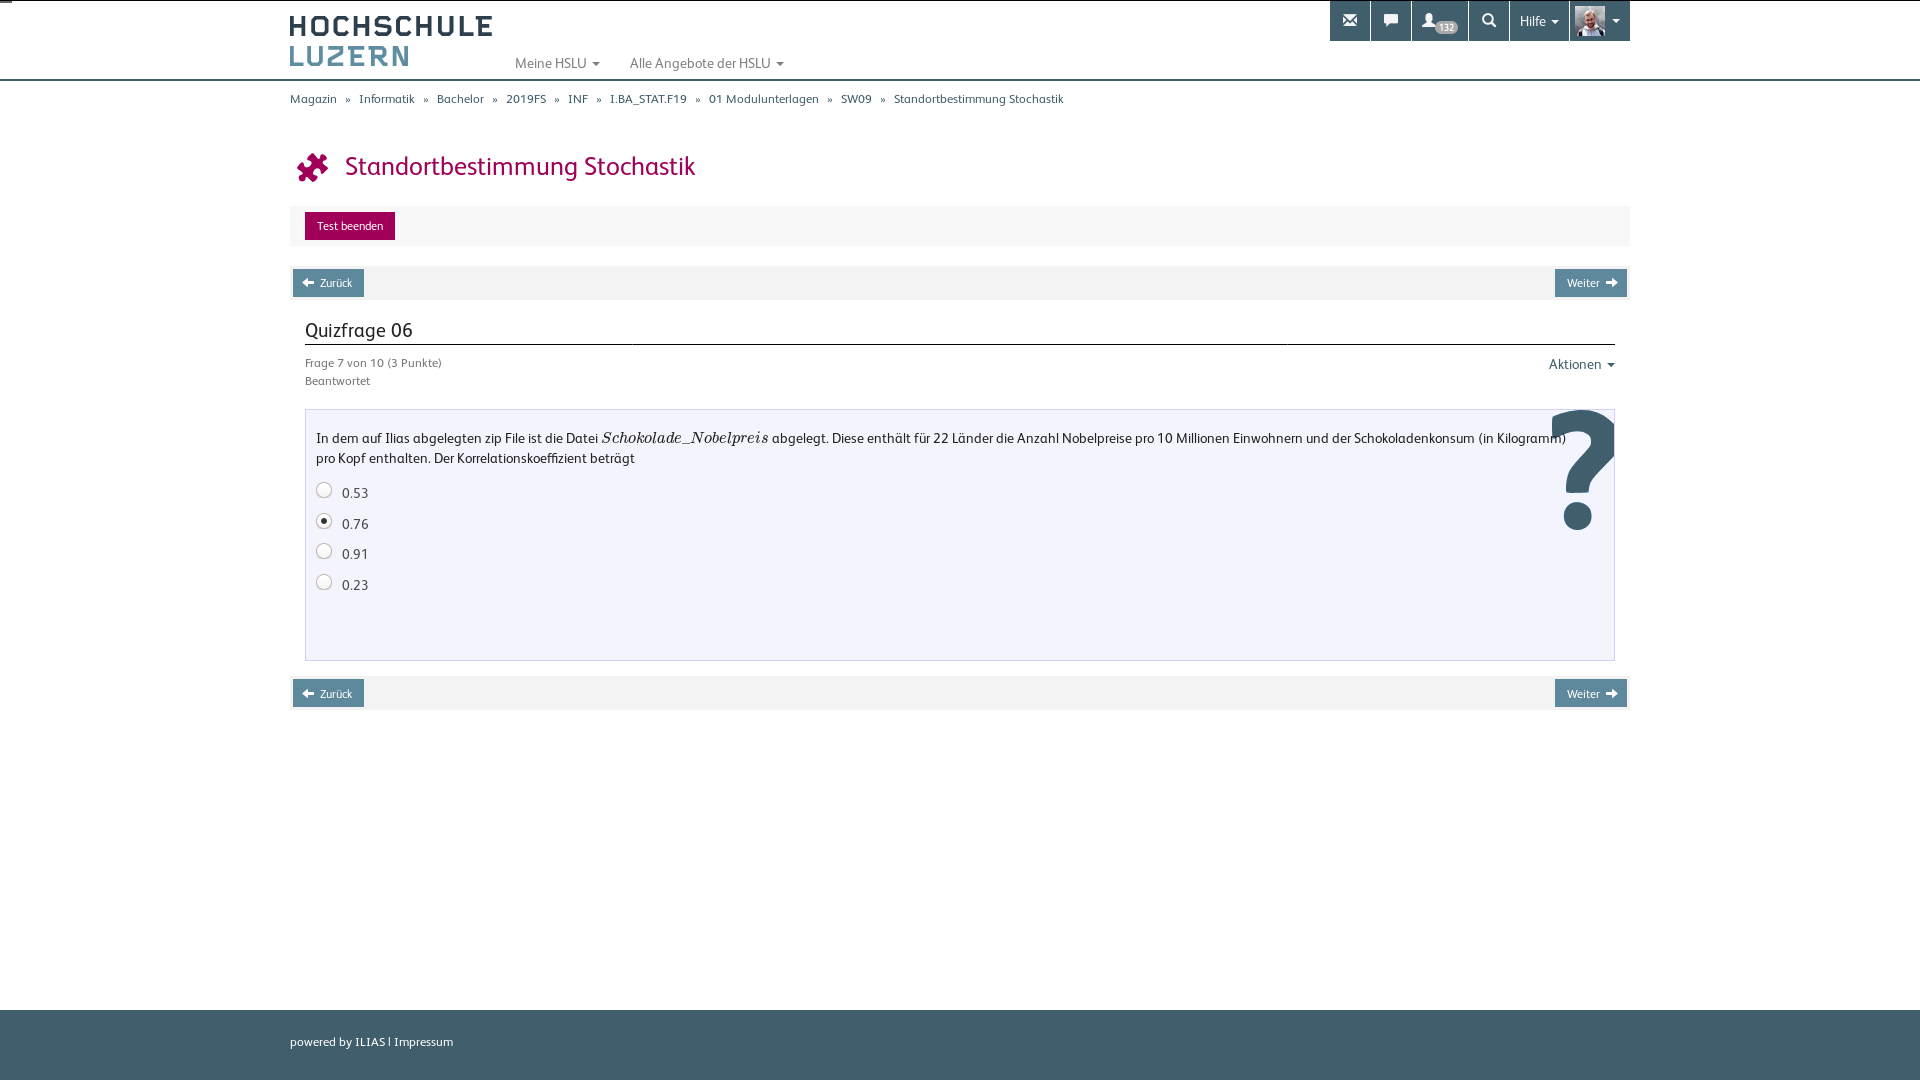 HOCHSCHULE
LUZERN
Meine HSLU
Alle Angebote der HSLU
132
Hilfe
Magazin » Informatik » Bachelor » 2019FS » INF » I.BA_STAT.F19 » 01 Modulunterlagen » SW09 » Standortbestimmung Stochastik
Standortbestimmung Stochastik
Test beenden
Zurück
Weiter
Quizfrage 06
Frage 7 von 10 (3 Punkte)
Aktionen
Beantwortet
In dem auf Ilias abgelegten zip File ist die Datei Schokolade_Nobelpreis abgelegt. Diese enthält für 22 Länder die Anzahl Nobelpreise pro 10 Millionen Einwohnern und der Schokoladenkonsum (in Kilogramm)
pro Kopf enthalten. Der Korrelationskoeffizient beträgt
?
0.53
0.76
0.91
0.23
Zurück
Weiter
powered by ILIAS | Impressum